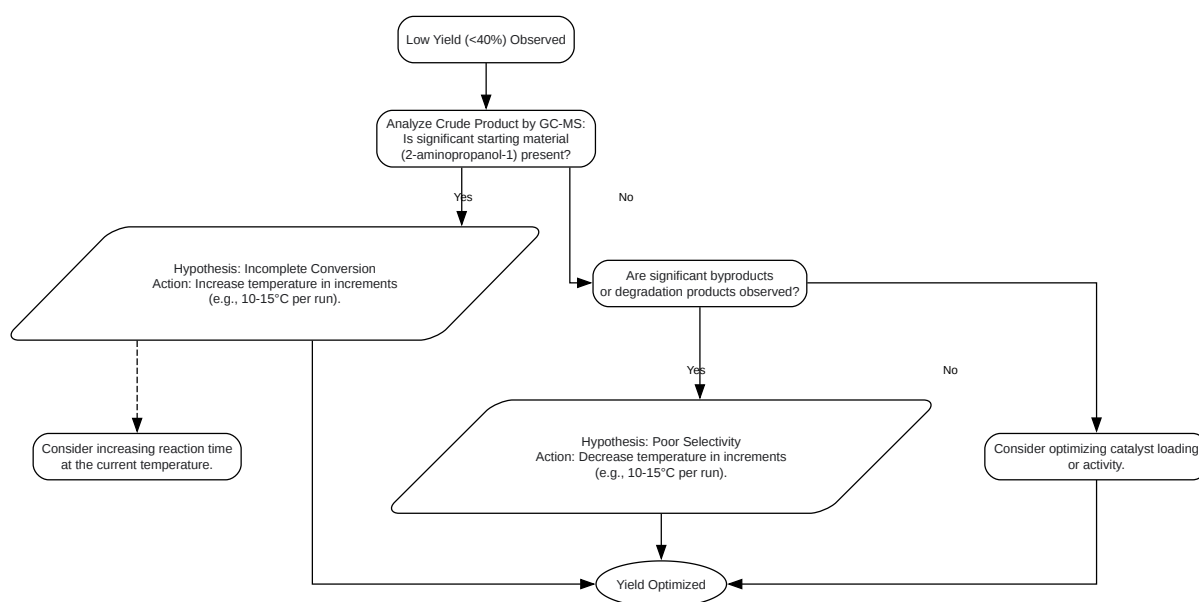 Low Yield (<40%) Observed
Analyze Crude Product by GC-MS:
Is significant starting material
(2-aminopropanol-1) present?
Yes
No
Hypothesis: Incomplete Conversion
Action: Increase temperature in increments
(e.g., 10-15°C per run).
Are significant byproducts
or degradation products observed?
Yes
No
Consider increasing reaction time
at the current temperature.
Hypothesis: Poor Selectivity
Action: Decrease temperature in increments
(e.g., 10-15°C per run).
Consider optimizing catalyst loading
or activity.
Yield Optimized